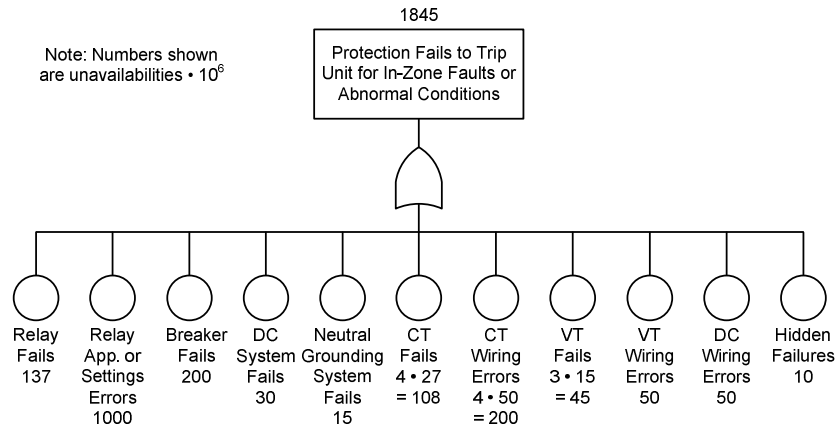 1845
Note: Numbers shown
are unavailabilities • 10⁶
Protection Fails to Trip
Unit for In-Zone Faults or
Abnormal Conditions
Relay
Fails
137
Relay
App. or
Settings
Errors
1000
Breaker
Fails
200
DC
System
Fails
30
Neutral
Grounding
System
Fails
15
CT
Fails
4 • 27
= 108
CT
Wiring
Errors
4 • 50
= 200
VT
Fails
3 • 15
= 45
VT
Wiring
Errors
50
DC
Wiring
Errors
50
Hidden
Failures
10